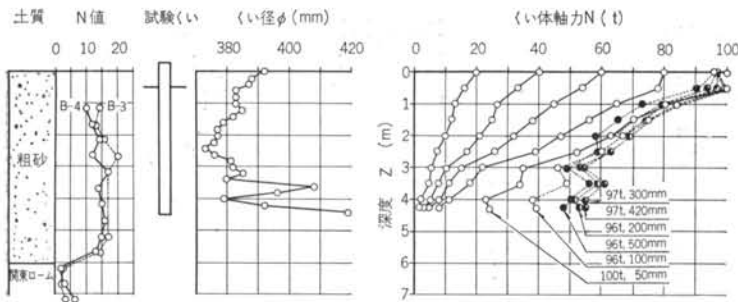 土質 N値 試験くい くい径φ(mm) くい体軸力N(t)
0 10 20 380 400 420 0 20 40 60 80 100
B-4 B-3
粗砂
関東ローム
深度 Z (m)
0
1
2
3
4
5
6
7
97t, 300mm
97t, 420mm
96t, 200mm
96t, 500mm
96t, 100mm
100t, 50mm